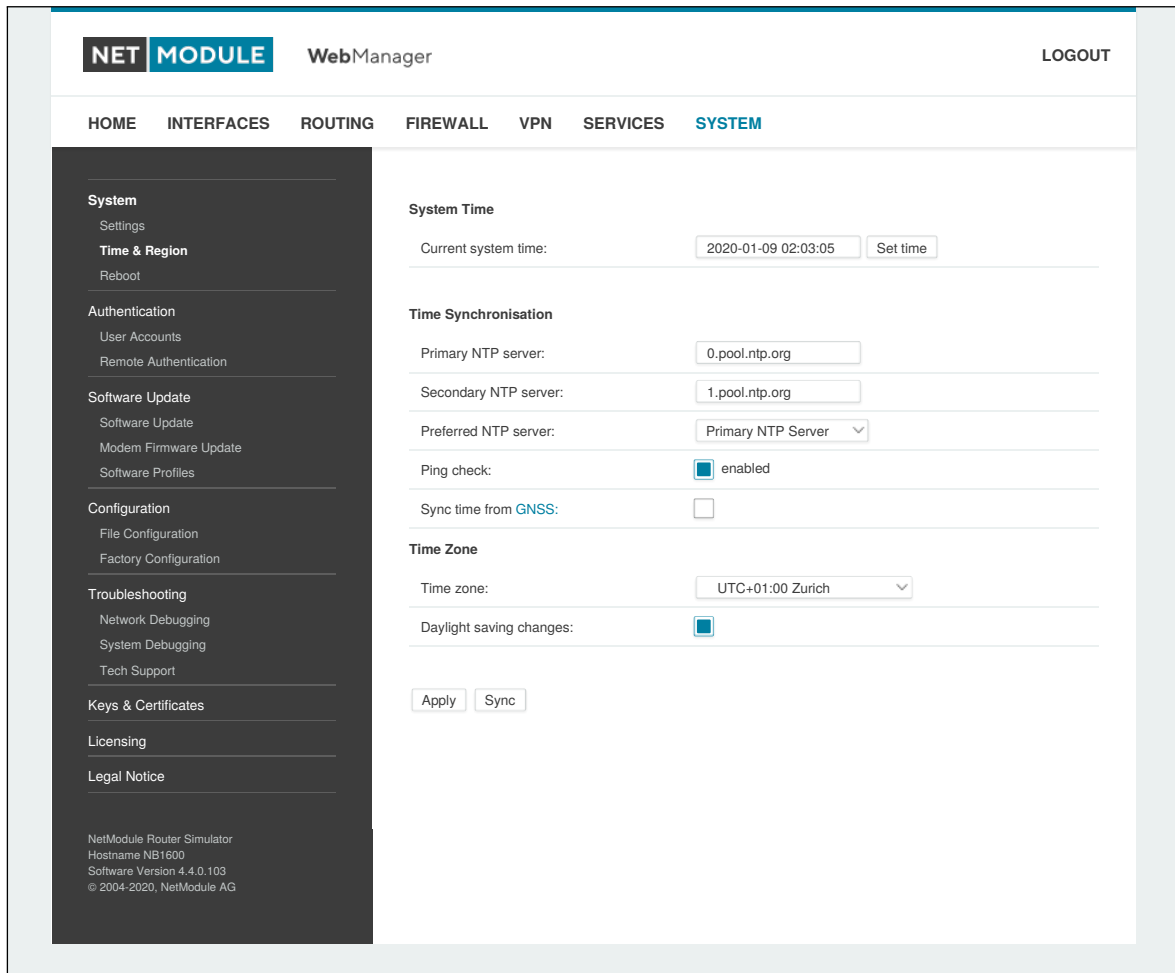 NET MODULE WebManager LOGOUT
HOME INTERFACES ROUTING FIREWALL VPN SERVICES SYSTEM
System
Settings
Time & Region
Reboot
Authentication
User Accounts
Remote Authentication
Software Update
Software Update
Modem Firmware Update
Software Profiles
Configuration
File Configuration
Factory Configuration
Troubleshooting
Network Debugging
System Debugging
Tech Support
Keys & Certificates
Licensing
Legal Notice
NetModule Router Simulator
Hostname NB1600
Software Version 4.4.0.103
© 2004-2020, NetModule AG
System Time
Current system time: 2020-01-09 02:03:05 Set time
Time Synchronisation
Primary NTP server: 0.pool.ntp.org
Secondary NTP server: 1.pool.ntp.org
Preferred NTP server: Primary NTP Server
Ping check: enabled
Sync time from GNSS:
Time Zone
Time zone: UTC+01:00 Zurich
Daylight saving changes:
Apply Sync